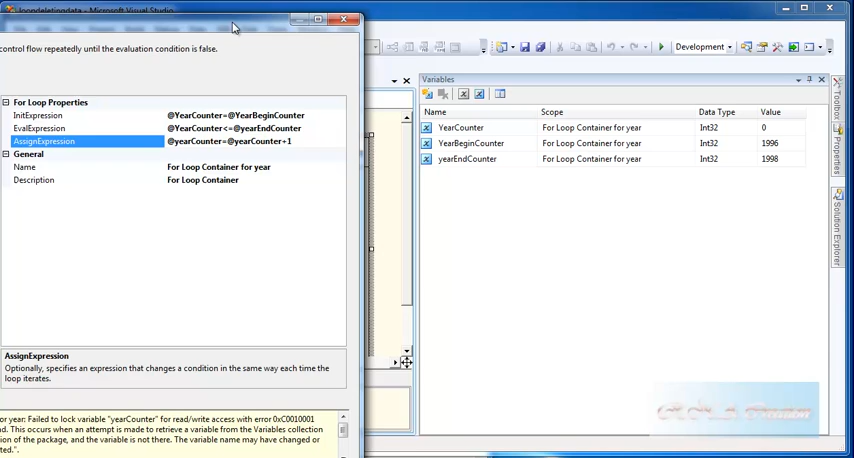 loopdeletingdata - Microsoft Visual Studio
control flow repeatedly until the evaluation condition is false.
For Loop Properties
InitExpression @YearCounter=@YearBeginCounter
EvalExpression @YearCounter<=@yearEndCounter
AssignExpression @yearCounter=@yearCounter+1
General
Name For Loop Container for year
Description For Loop Container
AssignExpression
Optionally, specifies an expression that changes a condition in the same way each time the
loop iterates.
or year: Failed to lock variable "yearCounter" for read/write access with error 0xC0010001
nd. This occurs when an attempt is made to retrieve a variable from the Variables collection
tion of the package, and the variable is not there. The variable name may have changed or
ted.".
Development
Variables
Name Scope Data Type Value
YearCounter For Loop Container for year Int32 0
YearBeginCounter For Loop Container for year Int32 1996
yearEndCounter For Loop Container for year Int32 1998
Toolbox
Properties
Solution Explorer